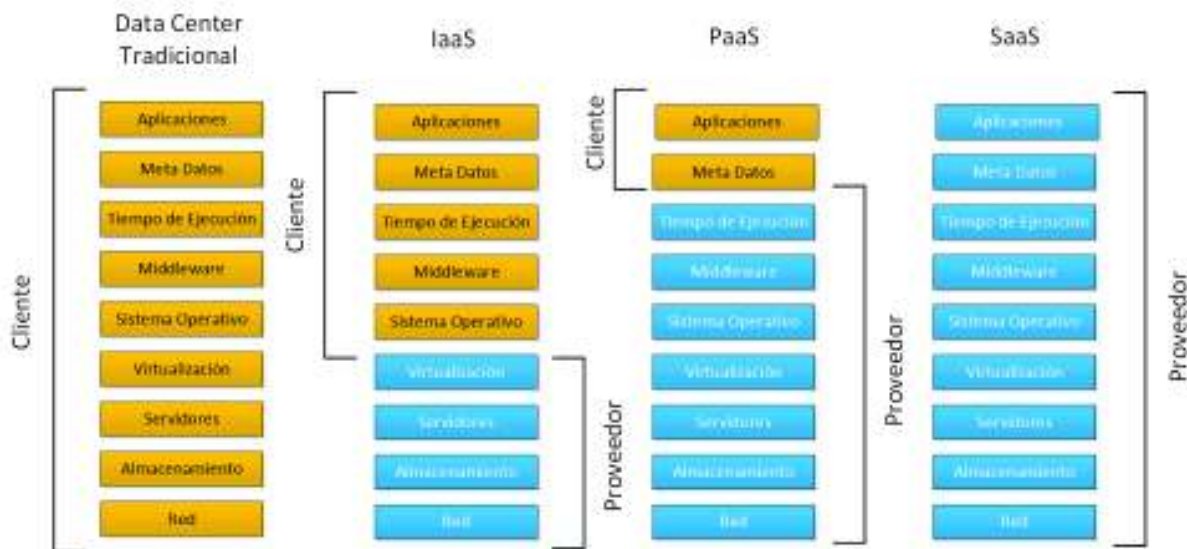 Data Center
Tradicional
Cliente
Aplicaciones
Meta Datos
Tiempo de Ejecución
Middleware
Sistema Operativo
Virtualización
Servidores
Almacenamiento
Red
IaaS
Cliente
Aplicaciones
Meta Datos
Tiempo de Ejecución
Middleware
Sistema Operativo
Virtualización
Servidores
Almacenamiento
Red
Proveedor
PaaS
Cliente
Aplicaciones
Meta Datos
Tiempo de Ejecución
Middleware
Sistema Operativo
Virtualización
Servidores
Almacenamiento
Red
Proveedor
SaaS
Aplicaciones
Meta Datos
Tiempo de Ejecución
Middleware
Sistema Operativo
Virtualización
Servidores
Almacenamiento
Red
Proveedor